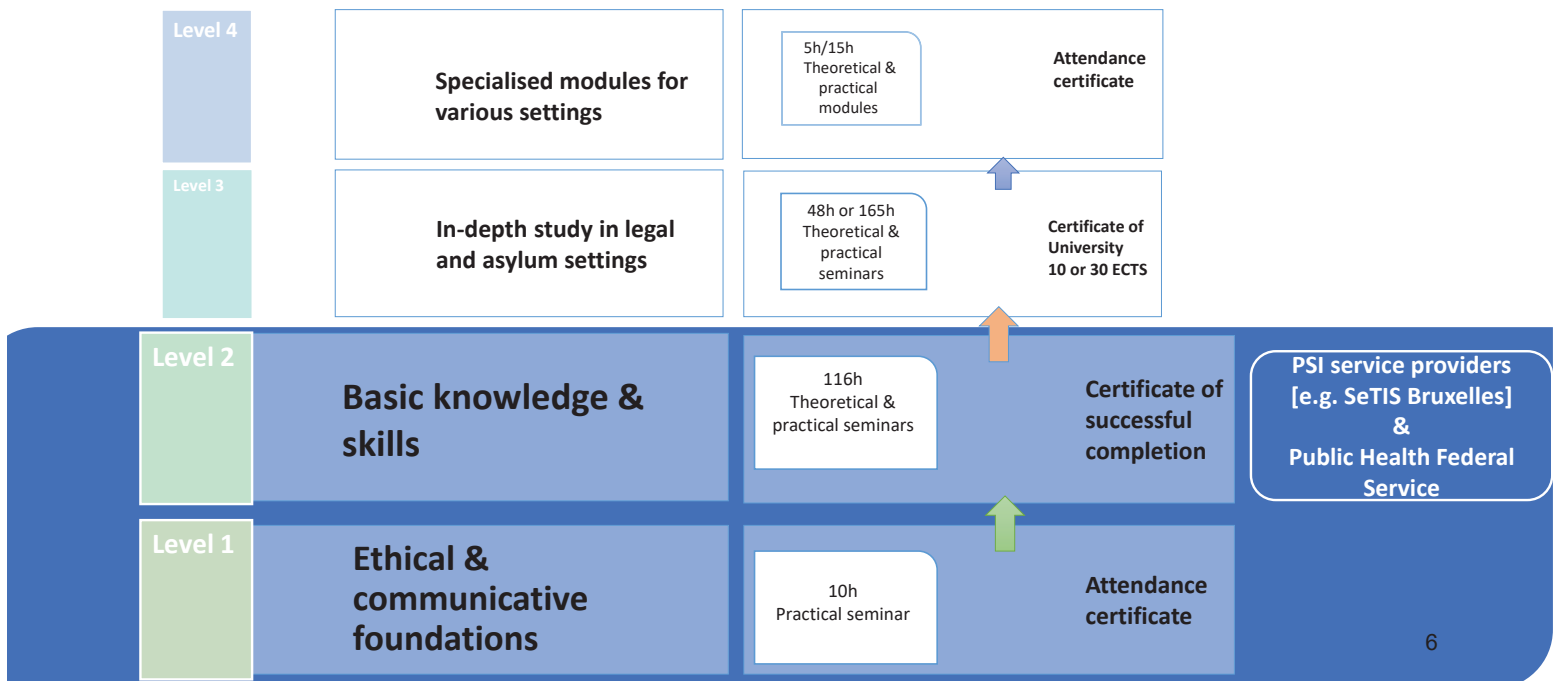 Level 4
Specialised modules for
various settings
5h/15h
Theoretical &
practical
modules
Attendance
certificate
Level 3
In-depth study in legal
and asylum settings
48h or 165h
Theoretical &
practical
seminars
Certificate of
University
10 or 30 ECTS
Level 2
Basic knowledge &
skills
116h
Theoretical &
practical seminars
Certificate of
successful
completion
PSI service providers
[e.g. SeTIS Bruxelles]
&
Public Health Federal
Service
Level 1
Ethical &
communicative
foundations
10h
Practical seminar
Attendance
certificate
6